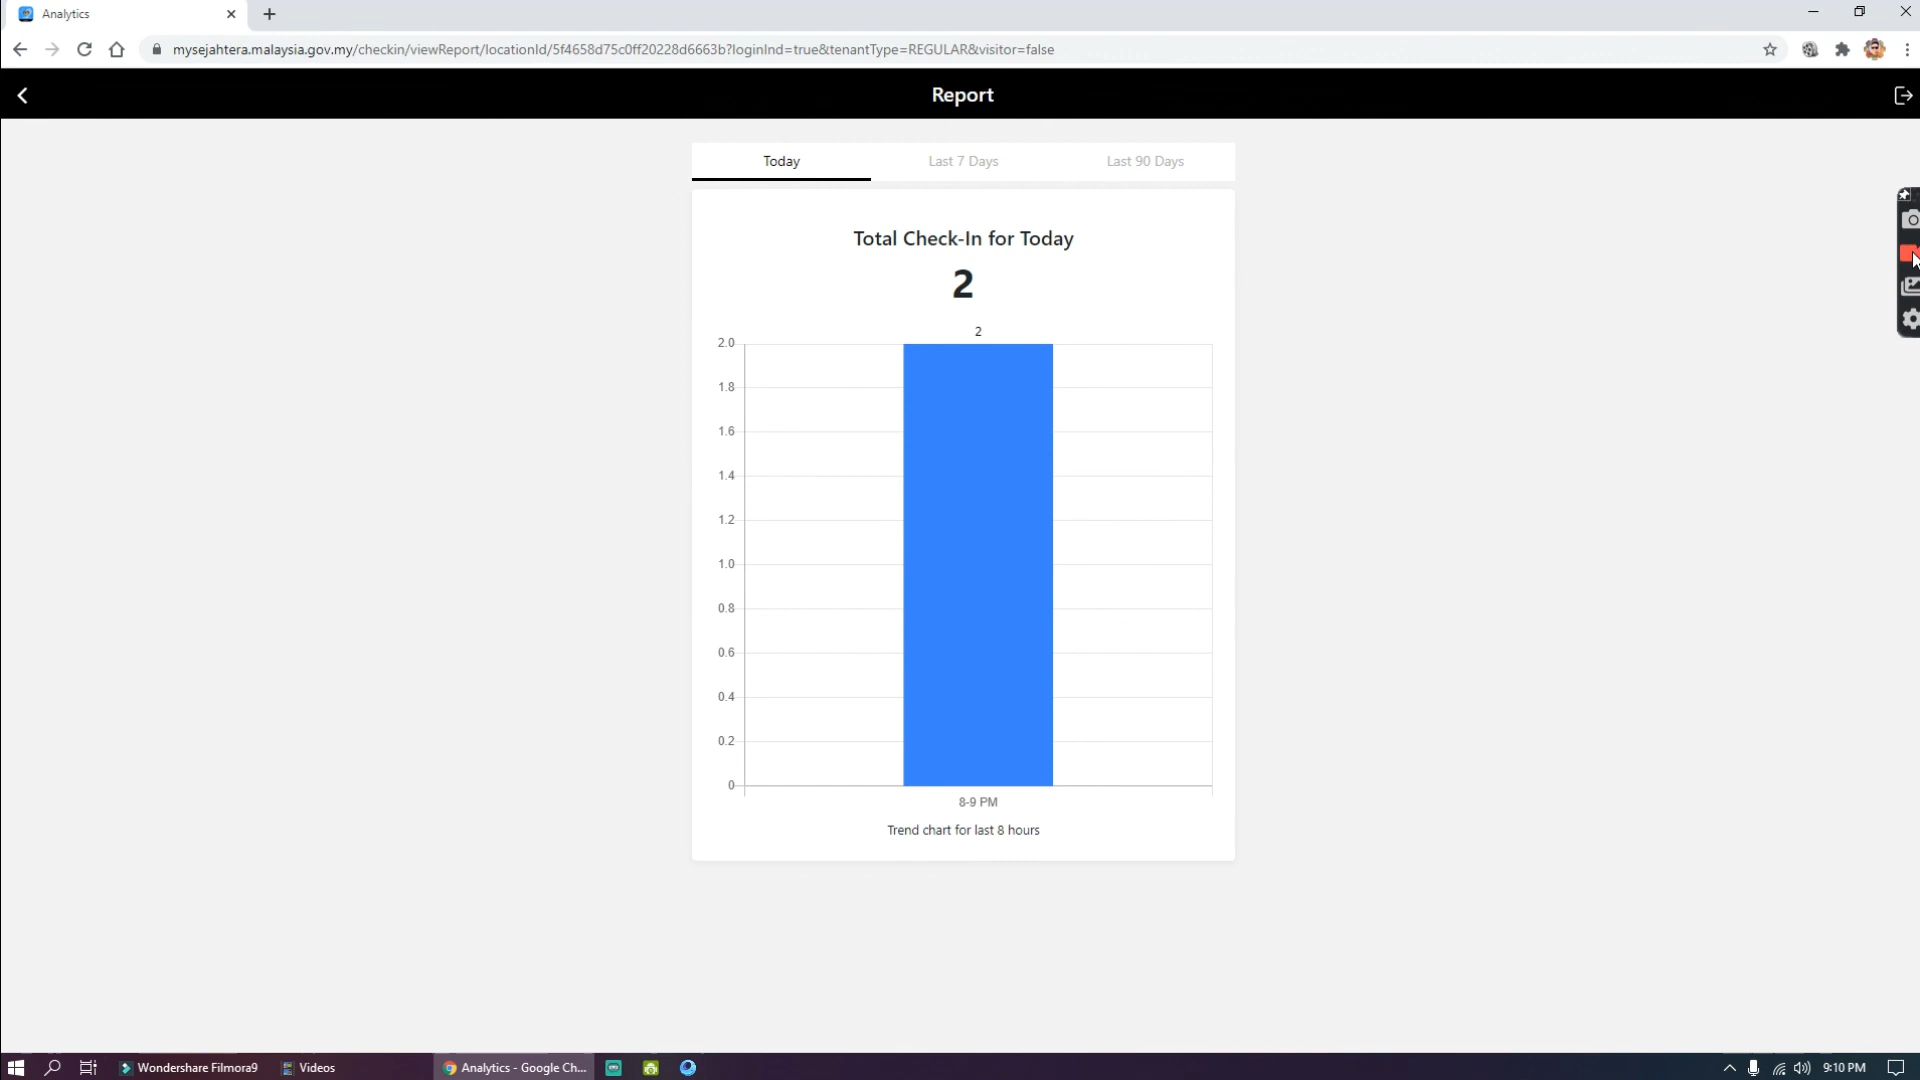 Analytics
mysejahtera.malaysia.gov.my/checkin/viewReport/locationId/5f4658d75c0ff20228d6663b?loginInd=true&tenantType=REGULAR&visitor=false
Report
Today
Last 7 Days
Last 90 Days
Total Check-In for Today
2
2
2.0
1.8
1.6
1.4
1.2
1.0
0.8
0.6
0.4
0.2
0
8-9 PM
Trend chart for last 8 hours
Wondershare Filmora9
Videos
Analytics - Google Ch...
9:10 PM